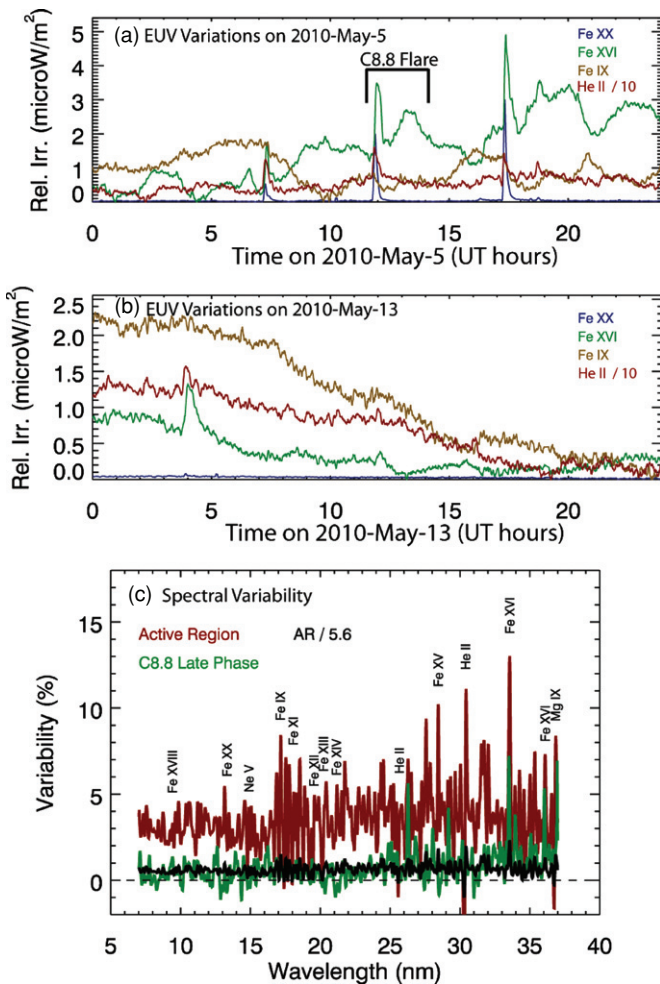 (a) EUV Variations on 2010-May-5
C8.8 Flare
Fe XX
Fe XVI
Fe IX
He II / 10
Rel. Irr. (microW/m²)
5
4
3
2
1
0
0 5 10 15 20
Time on 2010-May-5 (UT hours)
(b) EUV Variations on 2010-May-13
Fe XX
Fe XVI
Fe IX
He II / 10
Rel. Irr. (microW/m²)
2.5
2.0
1.5
1.0
0.5
0.0
0 5 10 15 20
Time on 2010-May-13 (UT hours)
(c) Spectral Variability
Active Region AR / 5.6
C8.8 Late Phase
Variability (%)
15
10
5
0
Fe XVIII
Fe XX
Ne V
Fe IX
Fe XI
Fe XII
Fe XIII
Fe XIV
He II
Fe XV
He II
Fe XVI
Fe XVI
Mg IX
5 10 15 20 25 30 35 40
Wavelength (nm)